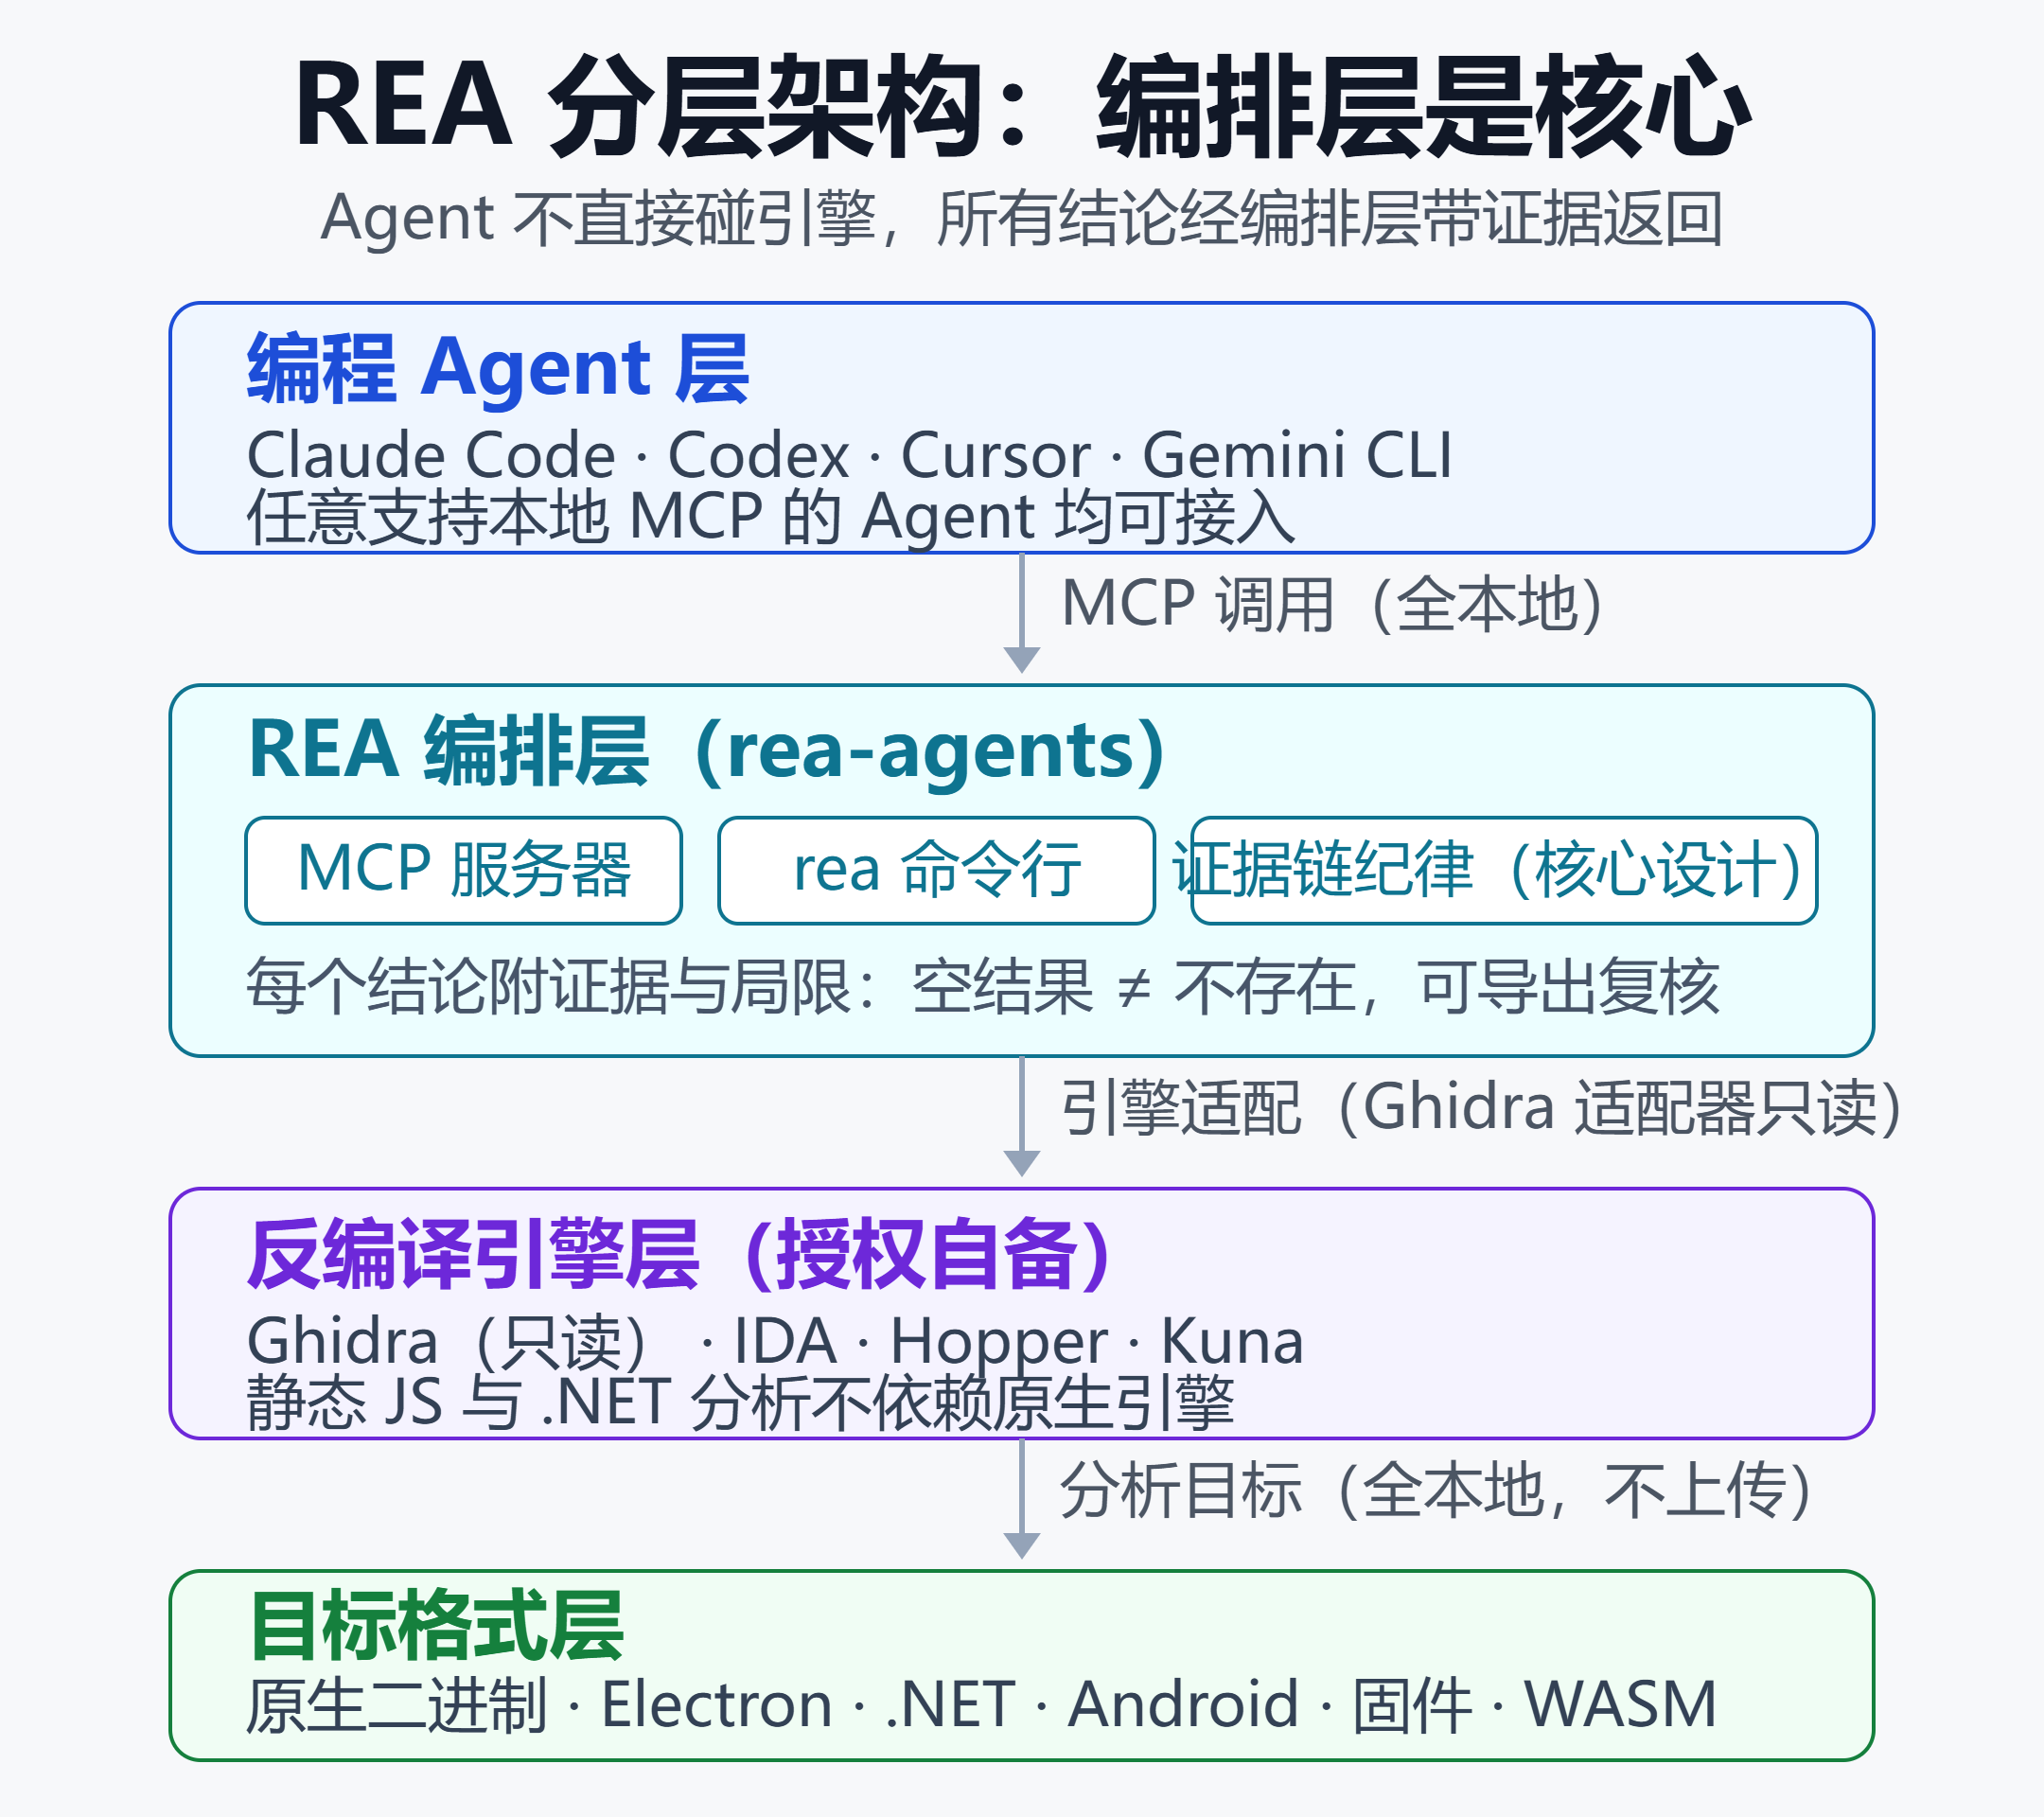 REA 分层架构：编排层是核心
Agent 不直接碰引擎，所有结论经编排层带证据返回
编程 Agent 层
Claude Code · Codex · Cursor · Gemini CLI
任意支持本地 MCP 的 Agent 均可接入
MCP 调用（全本地）
REA 编排层（rea-agents）
MCP 服务器
rea 命令行
证据链纪律（核心设计）
每个结论附证据与局限：空结果 ≠ 不存在，可导出复核
引擎适配（Ghidra 适配器只读）
反编译引擎层（授权自备）
Ghidra（只读） · IDA · Hopper · Kuna
静态 JS 与 .NET 分析不依赖原生引擎
分析目标（全本地，不上传）
目标格式层
原生二进制 · Electron · .NET · Android · 固件 · WASM